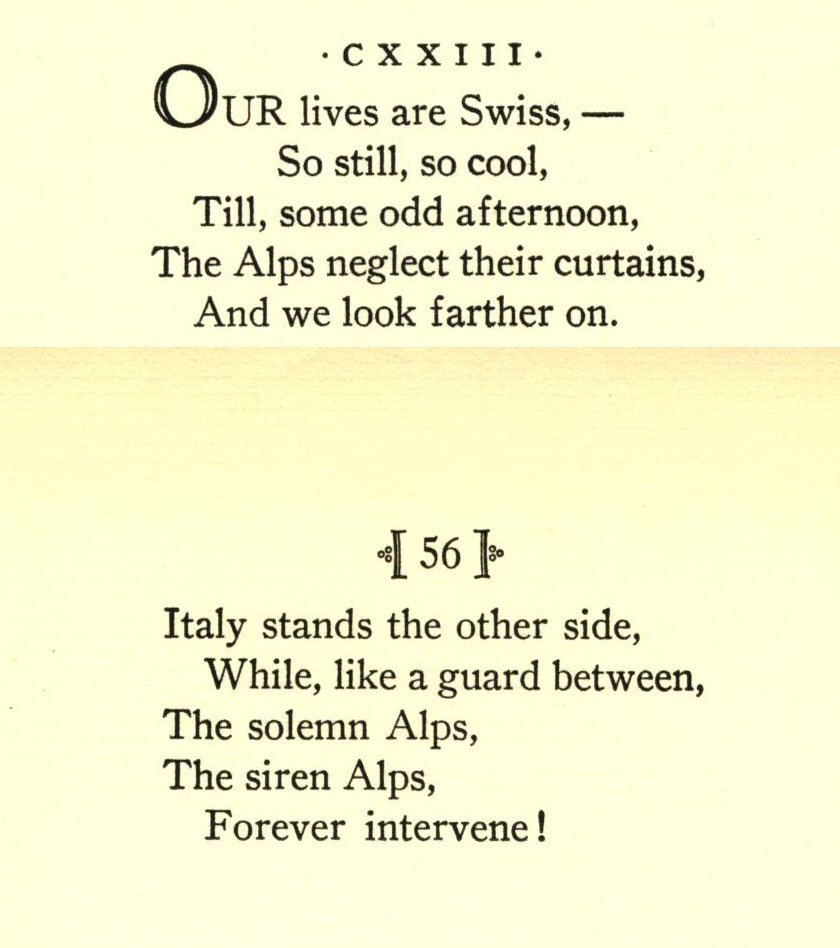 · C X X I I I ·
OUR lives are Swiss, —
So still, so cool,
Till, some odd afternoon,
The Alps neglect their curtains,
And we look farther on.
[ 56 ]
Italy stands the other side,
While, like a guard between,
The solemn Alps,
The siren Alps,
Forever intervene!